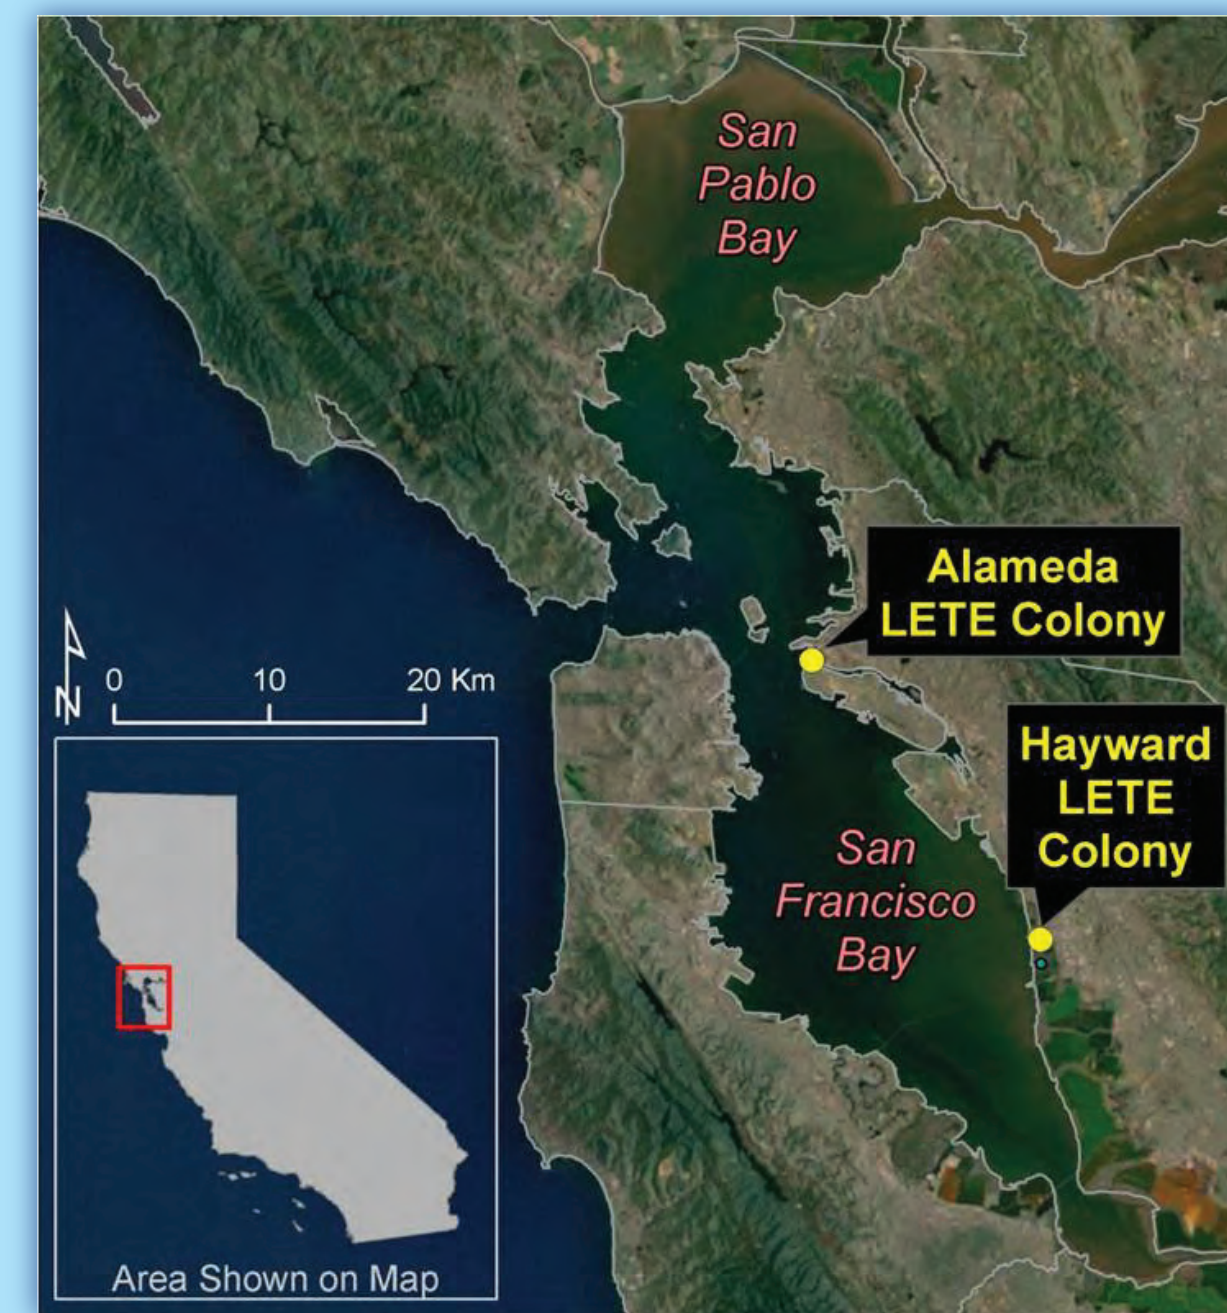 San
Pablo
Bay
Alameda
LETE Colony
N
0 10 20 Km
Hayward
LETE
Colony
San
Francisco
Bay
Area Shown on Map